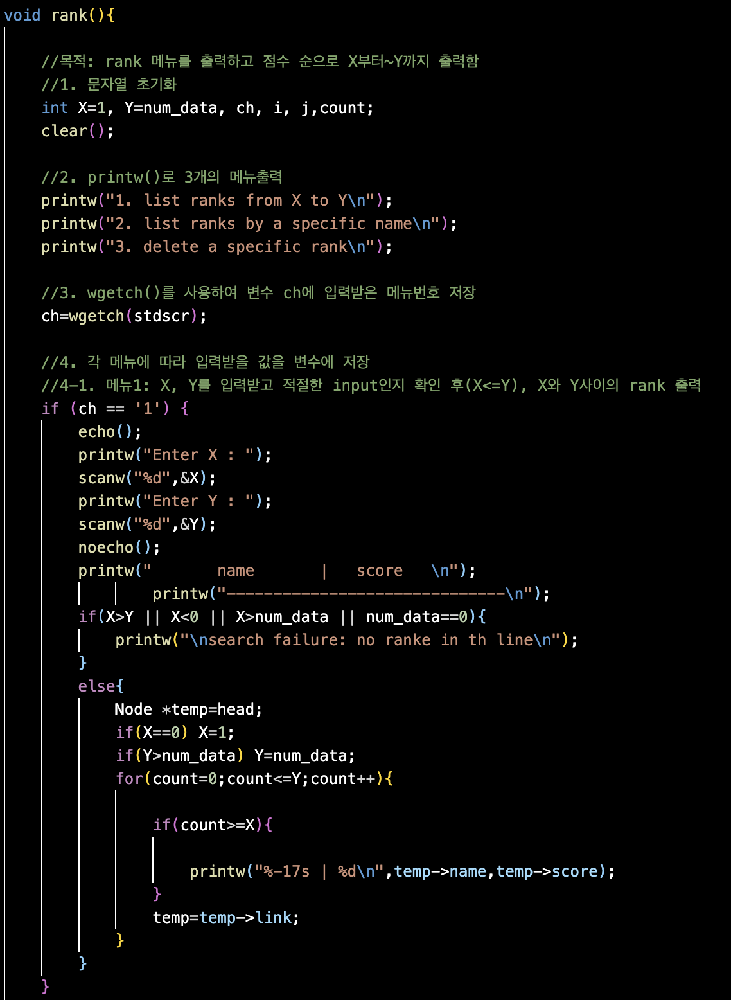 void rank(){
//목적: rank 메뉴를 출력하고 점수 순으로 X부터~Y까지 출력함
//1. 문자열 초기화
int X=1, Y=num_data, ch, i, j,count;
clear();
//2. printw()로 3개의 메뉴출력
printw("1. list ranks from X to Y\n");
printw("2. list ranks by a specific name\n");
printw("3. delete a specific rank\n");
//3. wgetch()를 사용하여 변수 ch에 입력받은 메뉴번호 저장
ch=wgetch(stdscr);
//4. 각 메뉴에 따라 입력받을 값을 변수에 저장
//4-1. 메뉴1: X, Y를 입력받고 적절한 input인지 확인 후(X<=Y), X와 Y사이의 rank 출력
if (ch == '1') {
echo();
printw("Enter X : ");
scanw("%d",&X);
printw("Enter Y : ");
scanw("%d",&Y);
noecho();
printw("       name       |   score   \n");
printw("------------------------------\n");
if(X>Y || X<0 || X>num_data || num_data==0){
printw("\nsearch failure: no ranke in th line\n");
}
else{
Node *temp=head;
if(X==0) X=1;
if(Y>num_data) Y=num_data;
for(count=0;count<=Y;count++){
if(count>=X){
printw("%-17s | %d\n",temp->name,temp->score);
}
temp=temp->link;
}
}
}